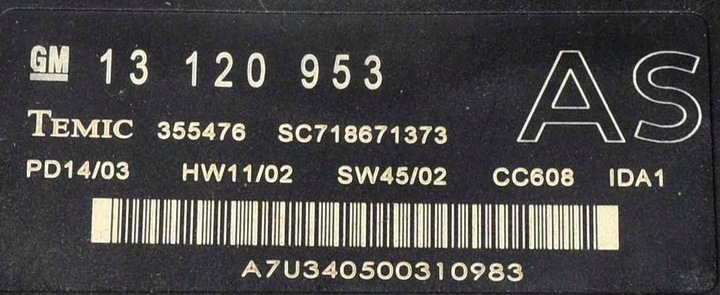 GM 13 120 953 AS
TEMIC 355476 SC718671373
PD14/03 HW11/02 SW45/02 CC608 IDA1
A7U340500310983